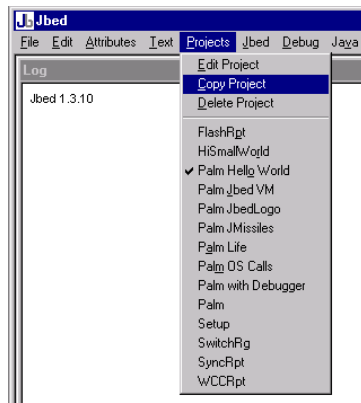 Jb Jbed
File Edit Attributes Text Projects Jbed Debug Java
Log
Jbed 1.3.10
Edit Project
Copy Project
Delete Project
FlashRpt
HiSmallWorld
Palm Hello World
Palm Jbed VM
Palm JbedLogo
Palm JMissiles
Palm Life
Palm OS Calls
Palm with Debugger
Palm
Setup
SwitchRg
SyncRpt
WCCRpt